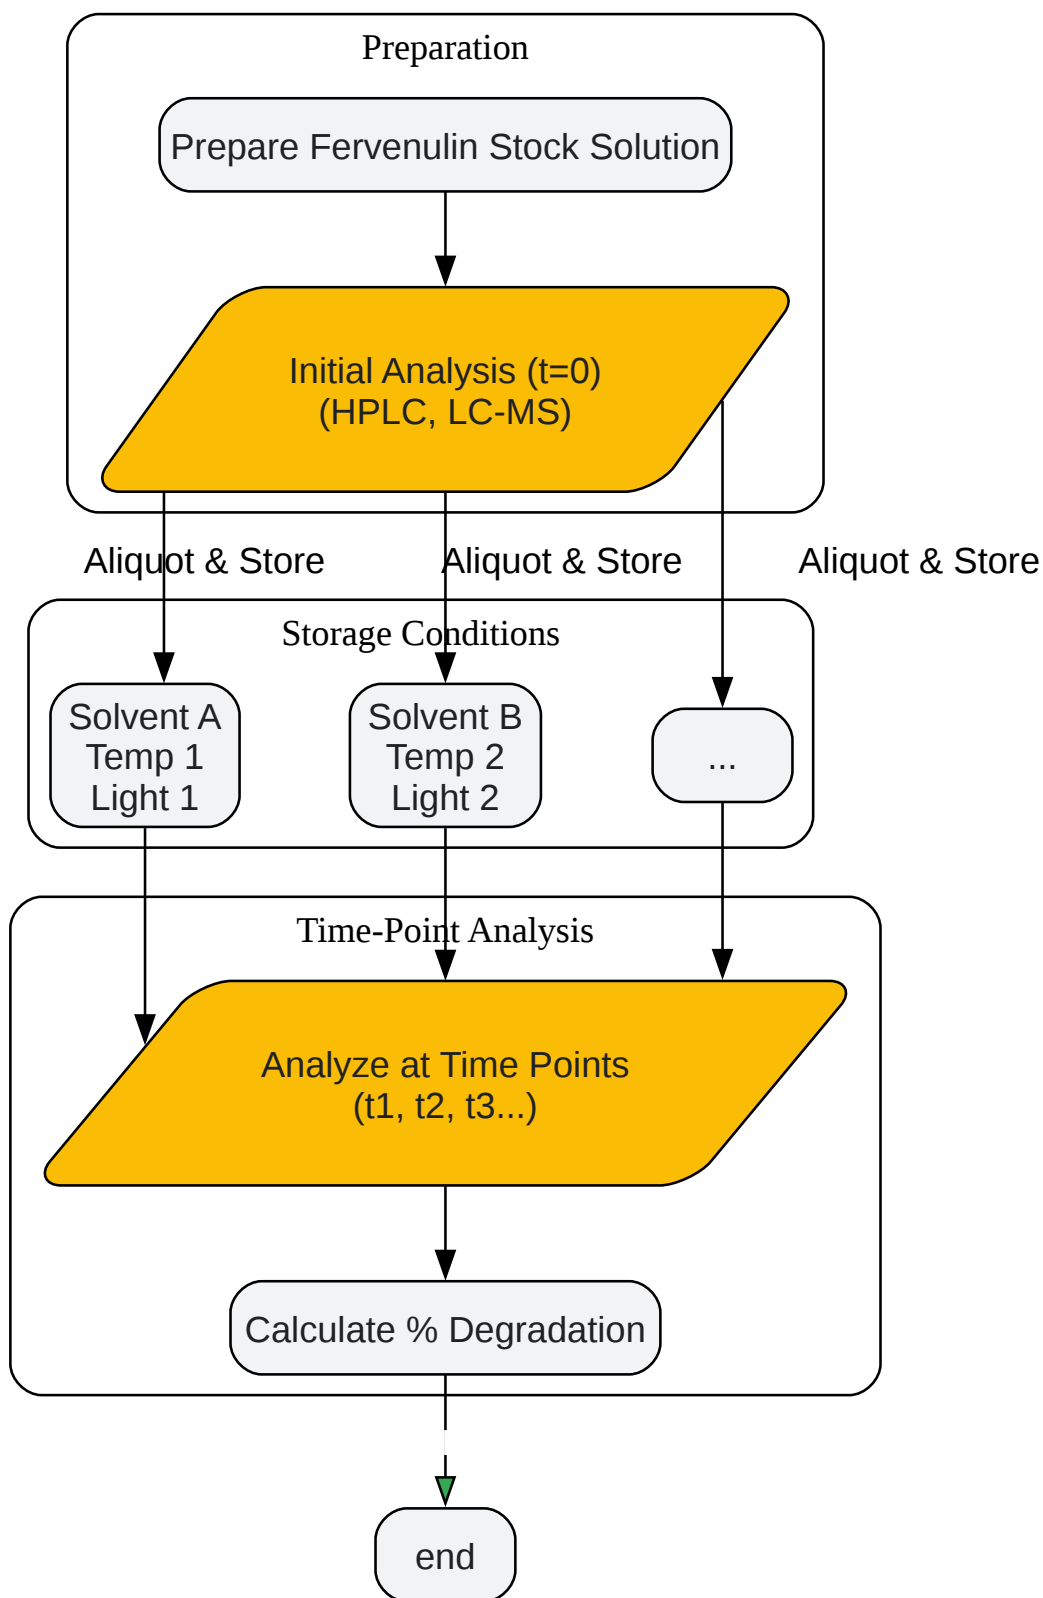 Preparation
Prepare Fervenulin Stock Solution
Initial Analysis (t=0)
(HPLC, LC-MS)
Aliquot & Store
Aliquot & Store
Aliquot & Store
Storage Conditions
Solvent A
Temp 1
Light 1
Solvent B
Temp 2
Light 2
...
Time-Point Analysis
Analyze at Time Points
(t1, t2, t3...)
Calculate % Degradation
end